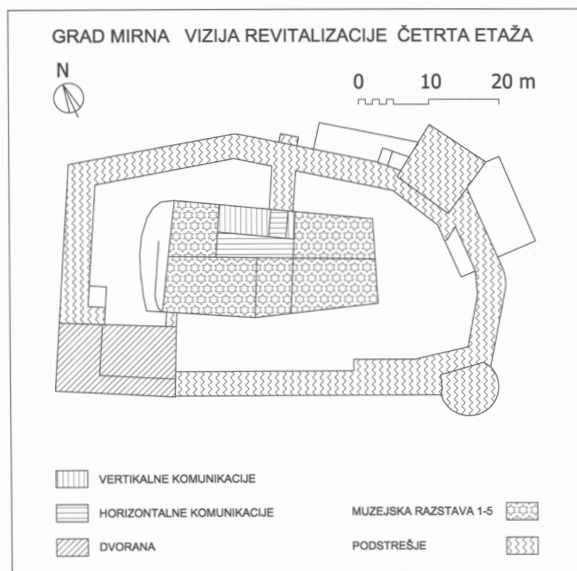 GRAD MIRNA VIZIJA REVITALIZACIJE ČETRTA ETAŽA
N
0 10 20 m
VERTIKALNE KOMUNIKACIJE
HORIZONTALNE KOMUNIKACIJE
MUZEJSKA RAZSTAVA 1-5
DVORANA
PODSTREŠJE